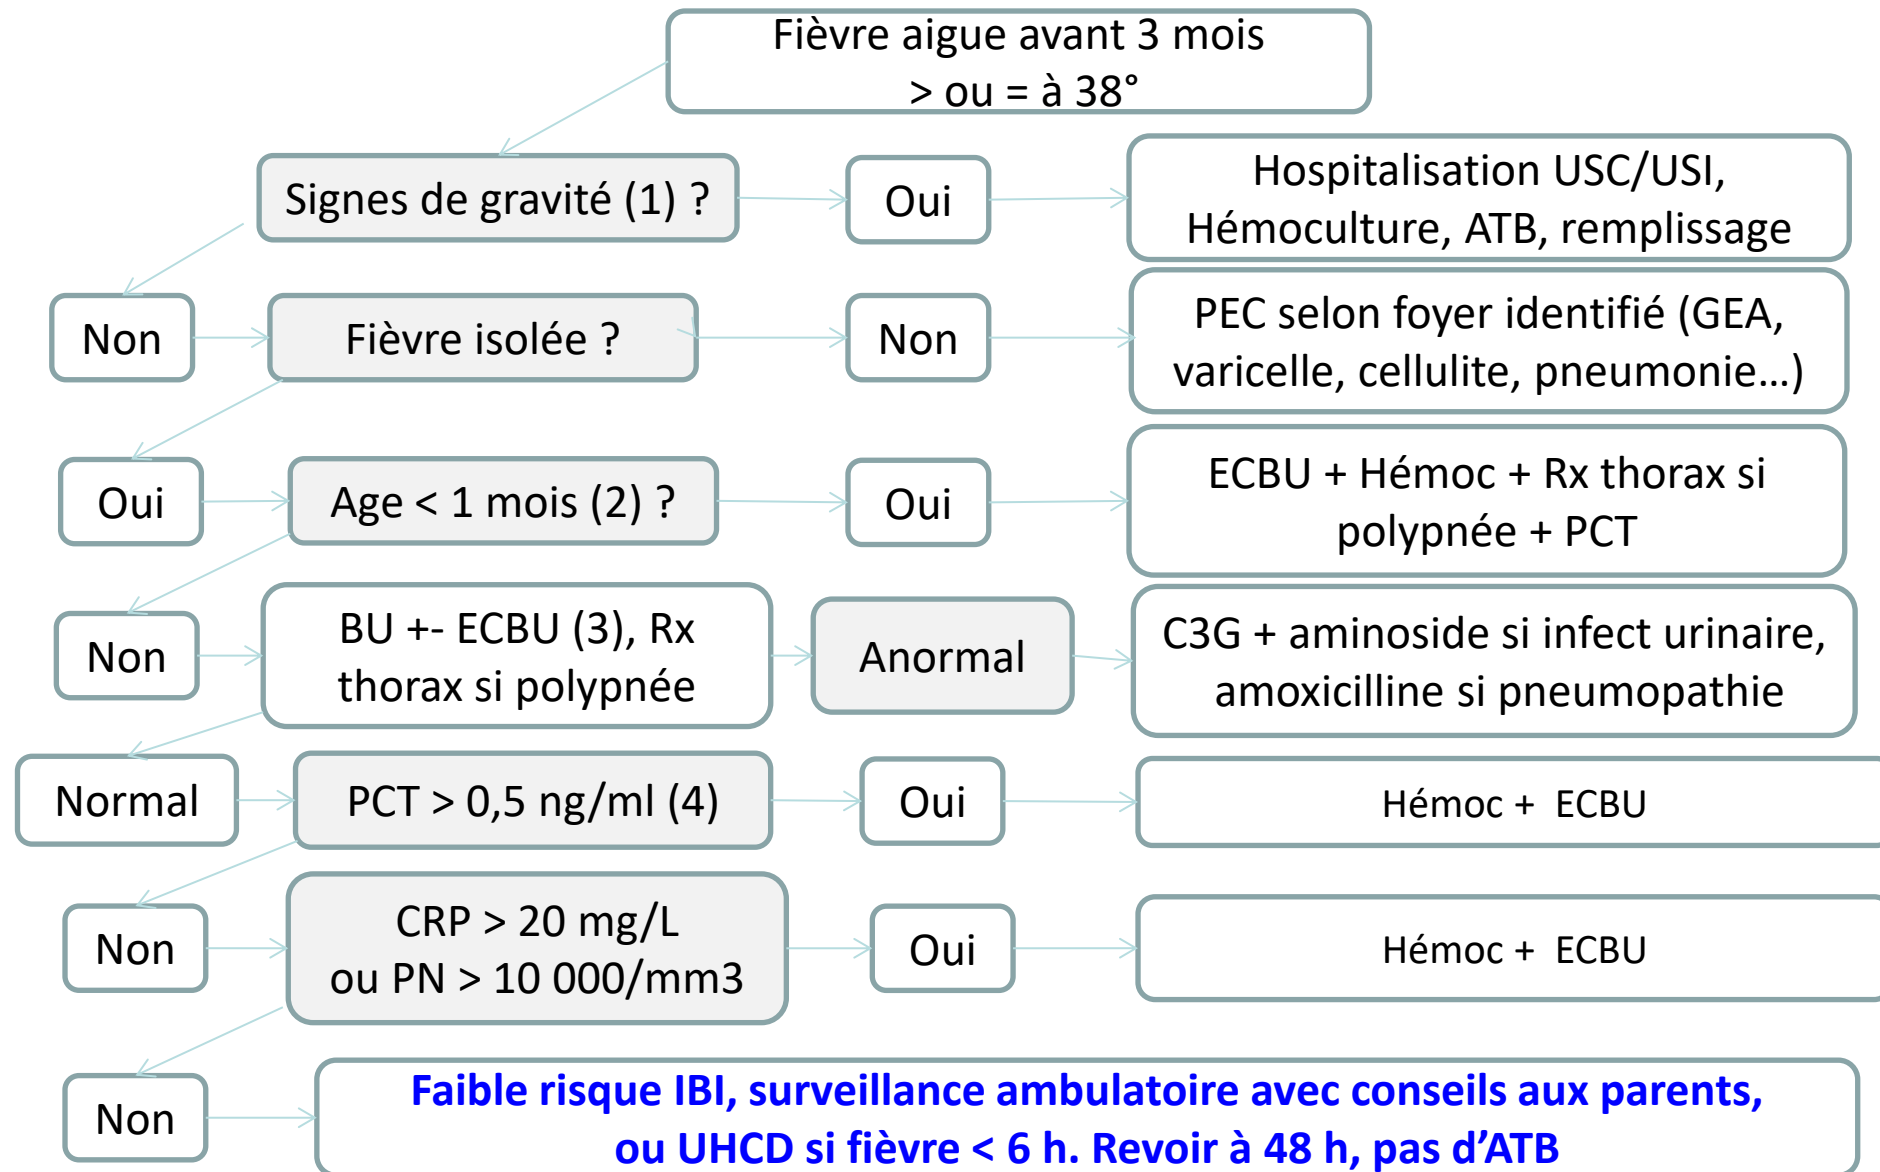 Fièvre aigue avant 3 mois
> ou = à 38°
Signes de gravité (1) ?
Oui
Hospitalisation USC/USI,
Hémoculture, ATB, remplissage
Non
Fièvre isolée ?
Non
PEC selon foyer identifié (GEA,
varicelle, cellulite, pneumonie…)
Oui
Age < 1 mois (2) ?
Oui
ECBU + Hémoc + Rx thorax si
polypnée + PCT
Non
BU +- ECBU (3), Rx
thorax si polypnée
Anormal
C3G + aminoside si infect urinaire,
amoxicilline si pneumopathie
Normal
PCT > 0,5 ng/ml (4)
Oui
Hémoc + ECBU
Non
CRP > 20 mg/L
ou PN > 10 000/mm3
Oui
Hémoc + ECBU
Non
Faible risque IBI, surveillance ambulatoire avec conseils aux parents,
ou UHCD si fièvre < 6 h. Revoir à 48 h, pas d’ATB